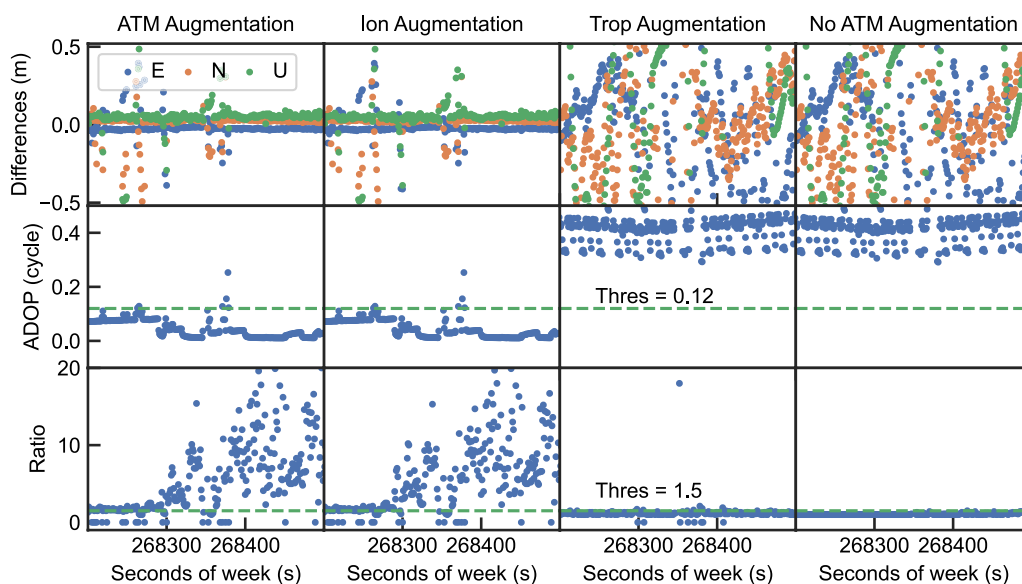 ATM Augmentation Ion Augmentation Trop Augmentation No ATM Augmentation
Differences (m)
0.5
0.0
−0.5
E N U
ADOP (cycle)
0.4
0.2
0.0
Thres = 0.12
Ratio
20
10
0
Thres = 1.5
268300 268400 268300 268400 268300 268400 268300 268400
Seconds of week (s) Seconds of week (s) Seconds of week (s) Seconds of week (s)